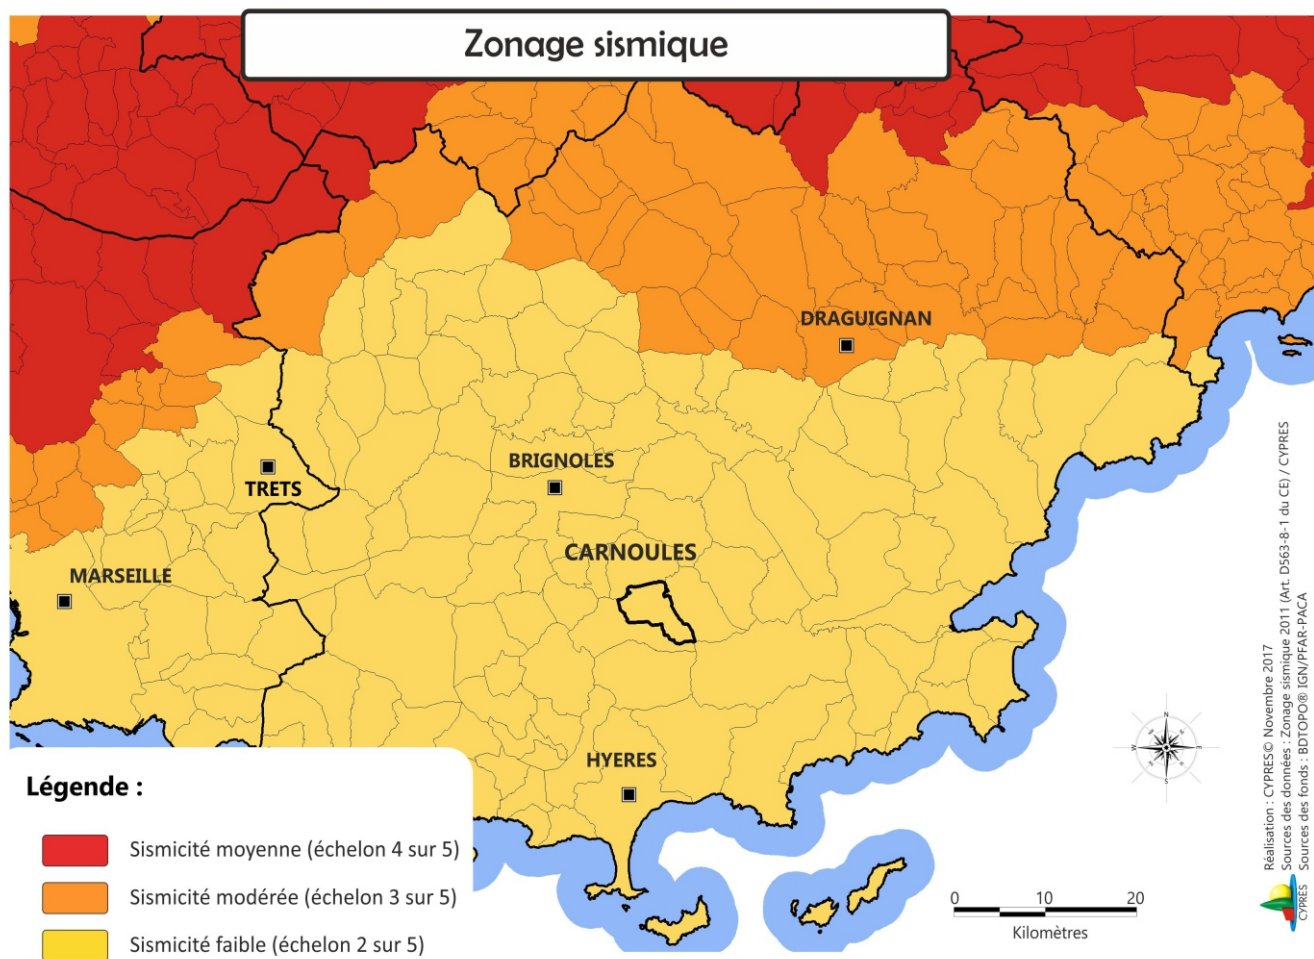 Zonage sismique
DRAGUIGNAN
BRIGNOLES
TRETS
CARNOULES
MARSEILLE
HYERES
Légende :
Sismicité moyenne (échelon 4 sur 5)
Sismicité modérée (échelon 3 sur 5)
Sismicité faible (échelon 2 sur 5)
N
W
E
S
0 10 20
Kilomètres
Réalisation : CYPRES© Novembre 2017
Sources des données : Zonage sismique 2011 (Art. D563-8-1 du CE) / CYPRES
Sources des fonds : BDTOPO® IGN/PFAR-PACA
CYPRES